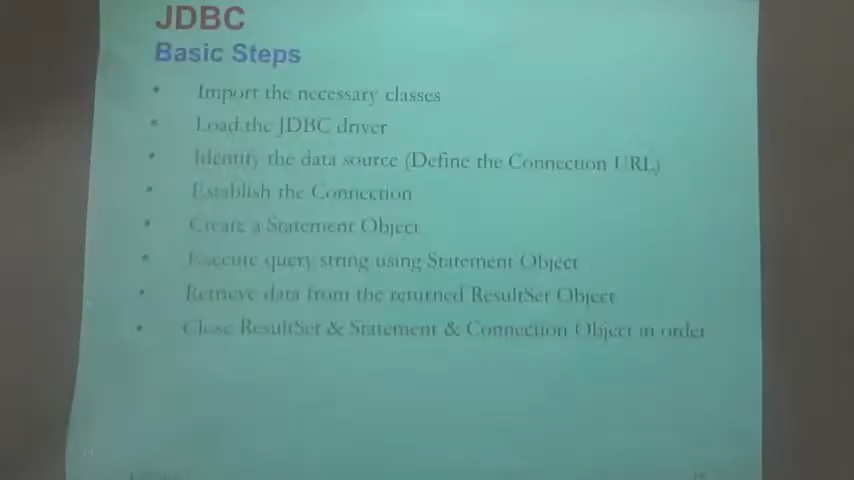 JDBC
Basic Steps
• Import the necessary classes
• Load the JDBC driver
• Identify the data source (Define the Connection URL)
• Establish the Connection
• Create a Statement Object
• Execute query string using Statement Object
• Retrieve data from the returned ResultSet Object
• Close ResultSet & Statement & Connection Object in order